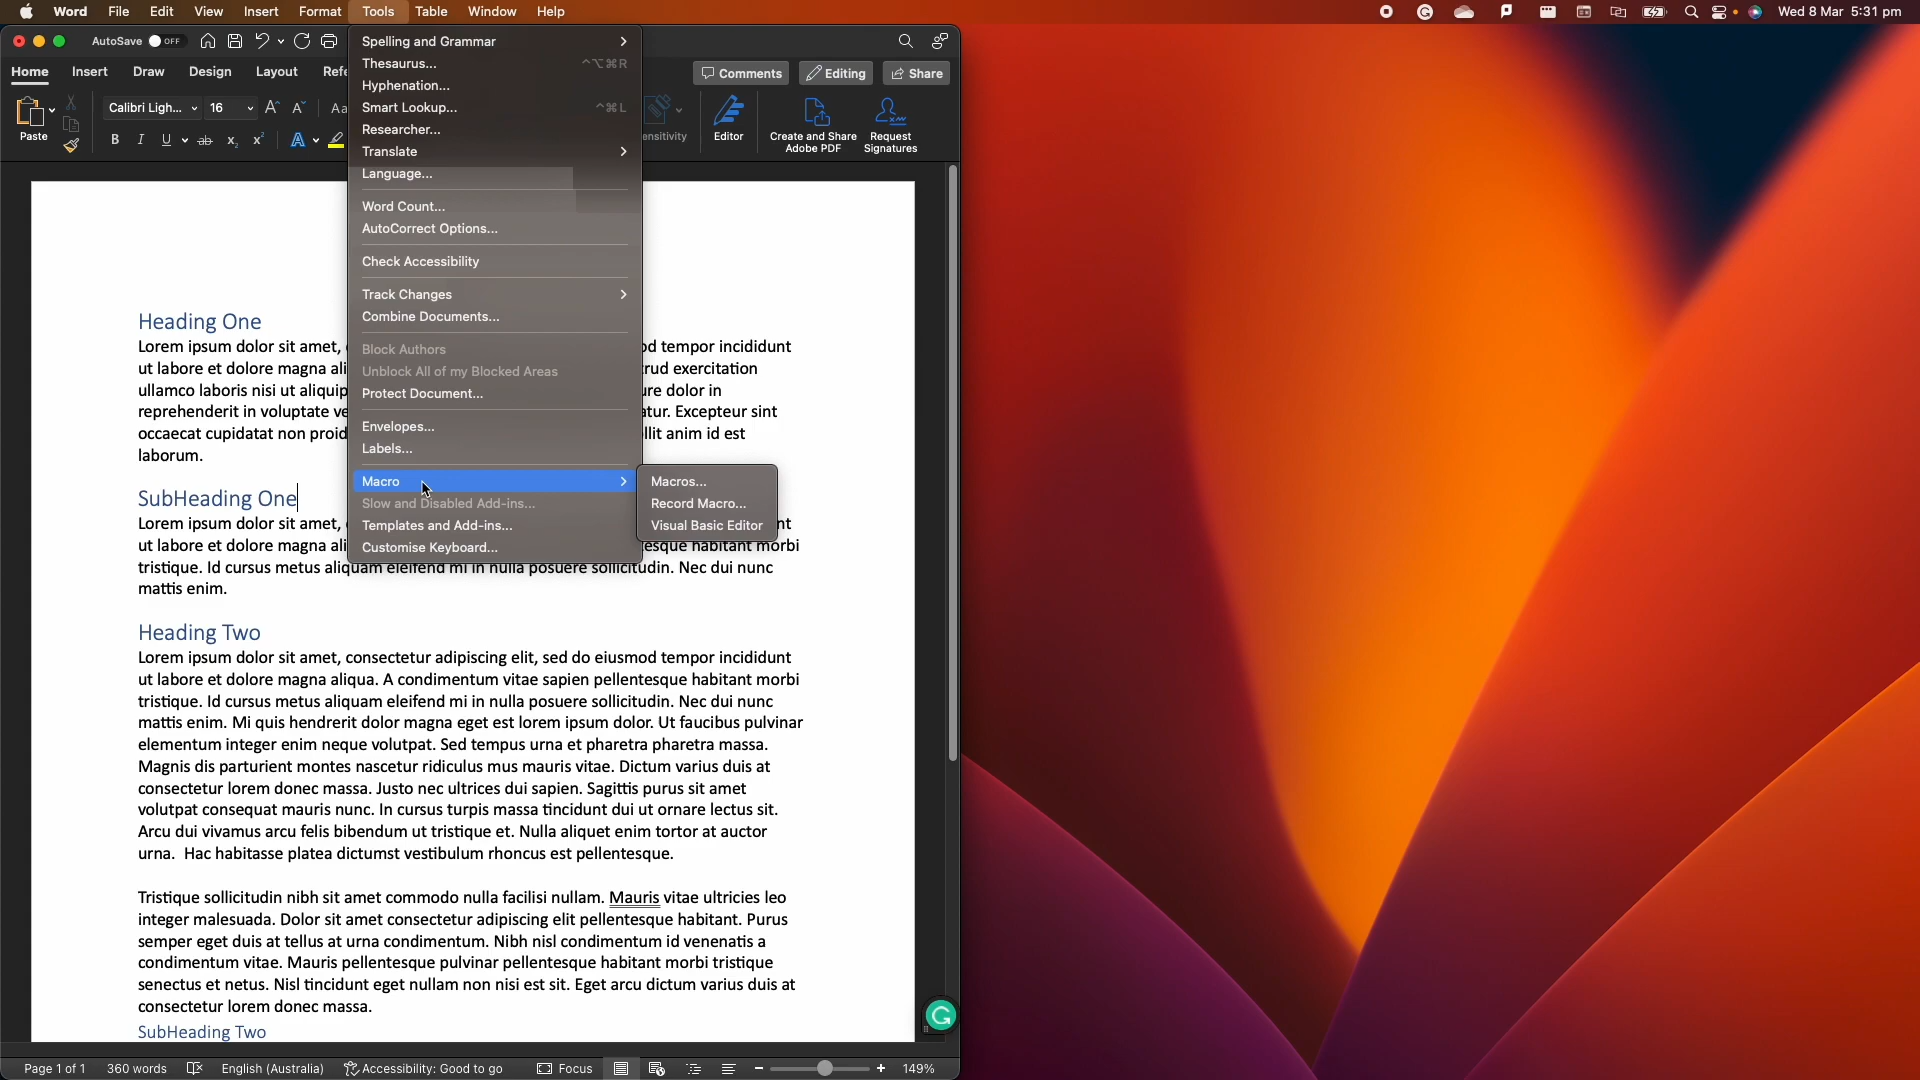 Word File Edit View Insert Format Tools Table Window Help
Wed 8 Mar 5:31 pm
AutoSave OFF
Home Insert Draw Design Layout Refe
Comments Editing Share
Paste
Calibri Ligh... 16
Aa
B I U ab x x A
ensitivity
Editor
Create and Share
Adobe PDF
Request
Signatures
Spelling and Grammar
Thesaurus... ^⌥⌘R
Hyphenation...
Smart Lookup... ^⌘L
Researcher...
Translate
Language...
Word Count...
AutoCorrect Options...
Check Accessibility
Track Changes
Combine Documents...
Block Authors
Unblock All of my Blocked Areas
Protect Document...
Envelopes...
Labels...
Macro
Slow and Disabled Add-ins...
Templates and Add-ins...
Customise Keyboard...
Macros...
Record Macro...
Visual Basic Editor
Heading One
Lorem ipsum dolor sit amet, od tempor incididunt
ut labore et dolore magna ali trud exercitation
ullamco laboris nisi ut aliquip ure dolor in
reprehenderit in voluptate ve atur. Excepteur sint
occaecat cupidatat non proid llit anim id est
laborum.
SubHeading One
Lorem ipsum dolor sit amet, nt
ut labore et dolore magna ali esque habitant morbi
tristique. Id cursus metus aliquam eleifend mi in nulla posuere sollicitudin. Nec dui nunc
mattis enim.
Heading Two
Lorem ipsum dolor sit amet, consectetur adipiscing elit, sed do eiusmod tempor incididunt
ut labore et dolore magna aliqua. A condimentum vitae sapien pellentesque habitant morbi
tristique. Id cursus metus aliquam eleifend mi in nulla posuere sollicitudin. Nec dui nunc
mattis enim. Mi quis hendrerit dolor magna eget est lorem ipsum dolor. Ut faucibus pulvinar
elementum integer enim neque volutpat. Sed tempus urna et pharetra pharetra massa.
Magnis dis parturient montes nascetur ridiculus mus mauris vitae. Dictum varius duis at
consectetur lorem donec massa. Justo nec ultrices dui sapien. Sagittis purus sit amet
volutpat consequat mauris nunc. In cursus turpis massa tincidunt dui ut ornare lectus sit.
Arcu dui vivamus arcu felis bibendum ut tristique et. Nulla aliquet enim tortor at auctor
urna. Hac habitasse platea dictumst vestibulum rhoncus est pellentesque.
Tristique sollicitudin nibh sit amet commodo nulla facilisi nullam. Mauris vitae ultricies leo
integer malesuada. Dolor sit amet consectetur adipiscing elit pellentesque habitant. Purus
semper eget duis at tellus at urna condimentum. Nibh nisl condimentum id venenatis a
condimentum vitae. Mauris pellentesque pulvinar pellentesque habitant morbi tristique
senectus et netus. Nisl tincidunt eget nullam non nisi est sit. Eget arcu dictum varius duis at
consectetur lorem donec massa.
SubHeading Two
Page 1 of 1 360 words English (Australia) Accessibility: Good to go Focus 149%